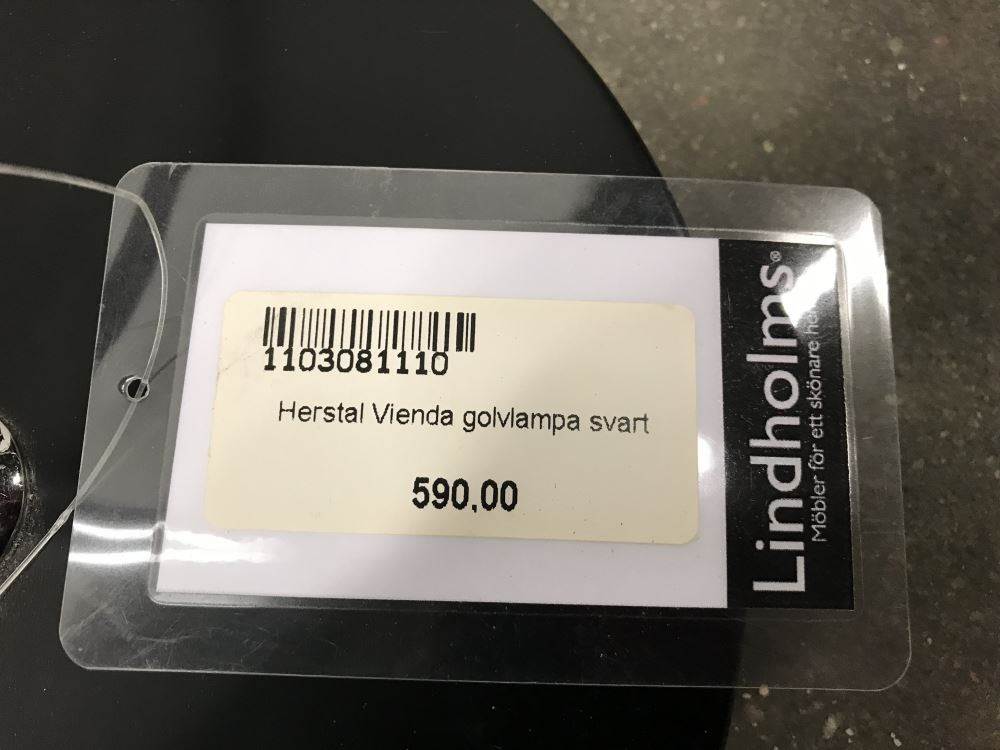 1103081110
Herstal Vienda golvlampa svart
590,00
Lindholms®
Möbler för ett skönare